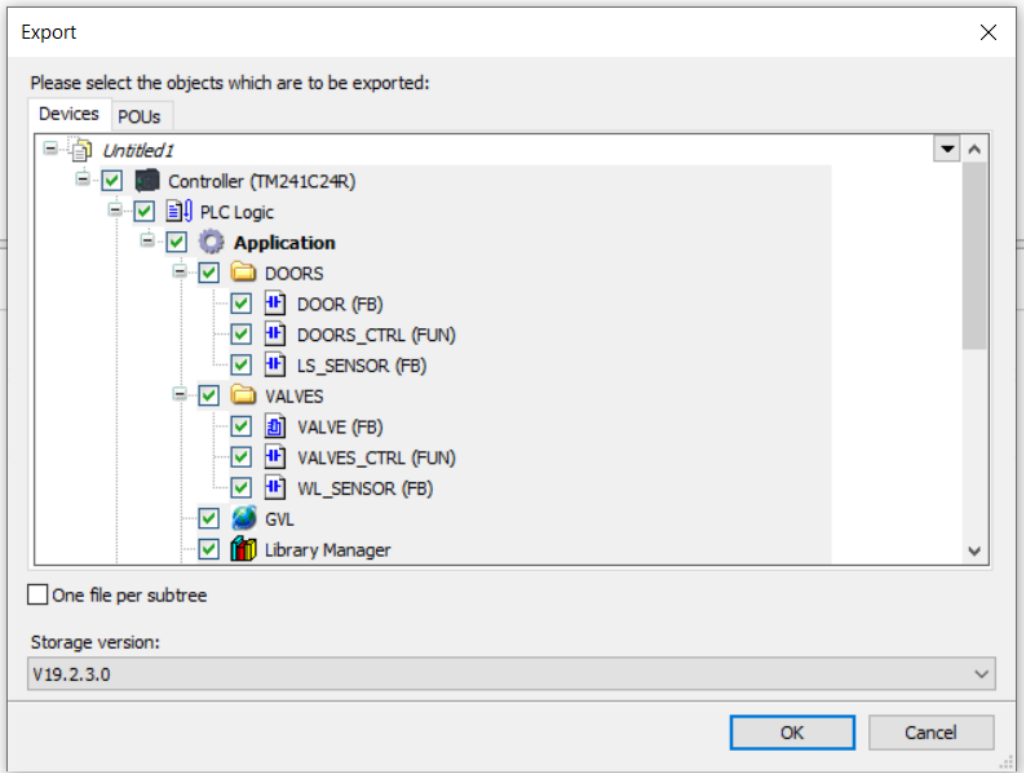 Export
Please select the objects which are to be exported:
Devices
POUs
Untitled1
Controller (TM241C24R)
PLC Logic
Application
DOORS
DOOR (FB)
DOORS_CTRL (FUN)
LS_SENSOR (FB)
VALVES
VALVE (FB)
VALVES_CTRL (FUN)
WL_SENSOR (FB)
GVL
Library Manager
One file per subtree
Storage version:
V19.2.3.0
OK
Cancel